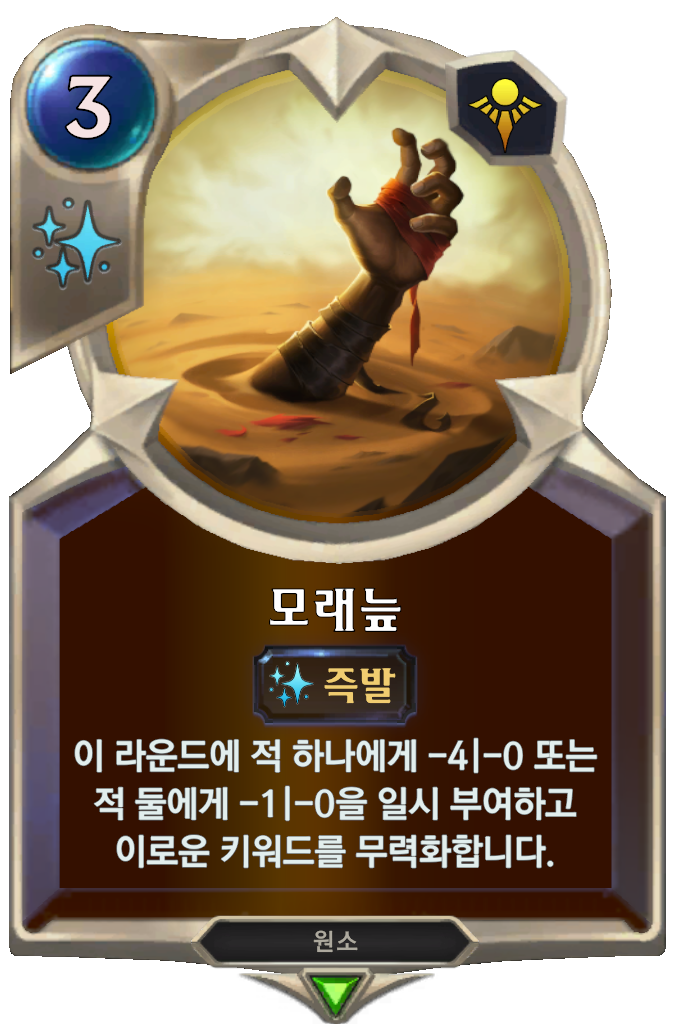 3
모래늪
즉발
이 라운드에 적 하나에게 -4|-0 또는
적 둘에게 -1|-0을 일시 부여하고
이로운 키워드를 무력화합니다.
원소